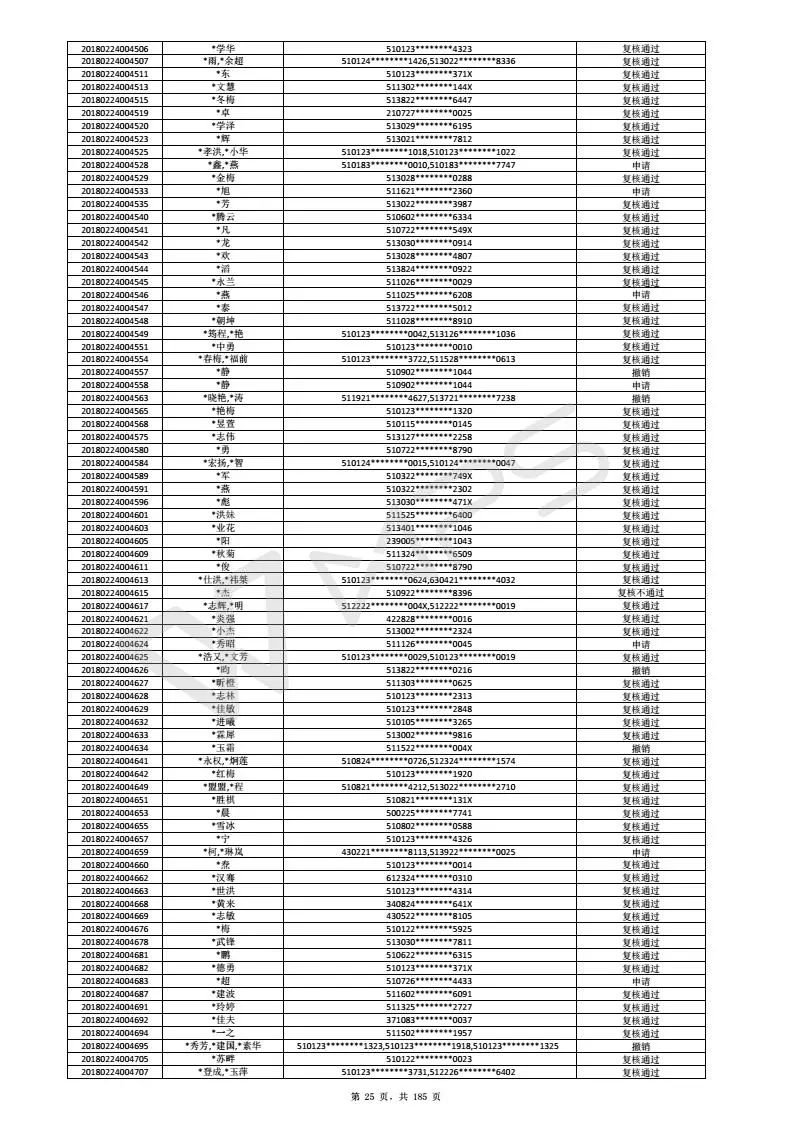 20180224004506 *学华 510123********4323 复核通过
20180224004507 *雨,*余超 510124********1426,513022********8336 复核通过
20180224004511 *东 510123********371X 复核通过
20180224004513 *文慧 511302********144X 复核通过
20180224004515 *冬梅 513822********6447 复核通过
20180224004519 *卓 210727********0025 复核通过
20180224004520 *学泽 513029********6195 复核通过
20180224004523 *辉 513021********7812 复核通过
20180224004525 *孝洪,*小华 510123********1018,510123********1022 复核通过
20180224004528 *鑫,*燕 510183********0010,510183********7747 申请
20180224004529 *金梅 513028********0288 复核通过
20180224004533 *旭 511621********2360 申请
20180224004535 *芳 513022********3987 复核通过
20180224004540 *腾云 510602********6334 复核通过
20180224004541 *凡 510722********549X 复核通过
20180224004542 *龙 513030********0914 复核通过
20180224004543 *欢 513028********4807 复核通过
20180224004544 *滔 513824********0922 复核通过
20180224004545 *永兰 511026********0029 复核通过
20180224004546 *燕 511025********6208 申请
20180224004547 *泰 513722********5012 复核通过
20180224004548 *朝坤 511028********8910 复核通过
20180224004549 *笃程,*艳 510123********0042,513126********1036 复核通过
20180224004551 *中勇 510123********0010 复核通过
20180224004554 *春梅,*福前 510123********3722,511528********0613 复核通过
20180224004557 *静 510902********1044 撤销
20180224004558 *静 510902********1044 申请
20180224004563 *晓艳,*涛 511921********4627,513721********7238 撤销
20180224004565 *艳梅 510123********1320 复核通过
20180224004568 *昱萱 510115********0145 复核通过
20180224004575 *志伟 513127********2258 复核通过
20180224004580 *勇 510722********8790 复核通过
20180224004584 *宏扬,*智 510124********0015,510124********0047 复核通过
20180224004589 *军 510322********749X 复核通过
20180224004591 *燕 510322********2302 复核通过
20180224004596 *彪 513030********471X 复核通过
20180224004601 *洪妹 511525********6400 复核通过
20180224004603 *业花 513401********1046 复核通过
20180224004605 *阳 239005********1043 复核通过
20180224004609 *秋菊 511324********6509 复核通过
20180224004611 *俊 510722********8790 复核通过
20180224004613 *仕洪,*祎棻 510123********0624,630421********4032 复核通过
20180224004615 *杰 510922********8396 复核不通过
20180224004617 *志辉,*明 512222********004X,512222********0019 复核通过
20180224004621 *炎强 422828********0016 复核通过
20180224004622 *小杰 513002********2324 复核通过
20180224004624 *秀昭 511126********0045 申请
20180224004625 *浩又,*文芳 510123********0029,510123********0019 复核通过
20180224004626 *昀 513822********0216 撤销
20180224004627 *昕橙 511303********0625 复核通过
20180224004628 *志林 510123********2313 复核通过
20180224004629 *佳敏 510123********2848 复核通过
20180224004632 *进曦 510105********3265 复核通过
20180224004633 *霖犀 513002********9816 复核通过
20180224004634 *玉霜 511522********004X 撤销
20180224004641 *永权,*炯莲 510824********0726,512324********1574 复核通过
20180224004642 *红梅 510123********1920 复核通过
20180224004649 *盟盟,*程 510821********4212,513022********2710 复核通过
20180224004651 *胜棋 510821********131X 复核通过
20180224004653 *晨 500225********7741 复核通过
20180224004655 *雪冰 510802********0588 复核通过
20180224004657 *宁 510123********4326 复核通过
20180224004659 *柯,*琳岚 430221********8113,513922********0025 申请
20180224004660 *焘 510123********0014 复核通过
20180224004662 *汉骞 612324********0310 复核通过
20180224004663 *世洪 510123********4314 复核通过
20180224004668 *黄来 340824********641X 复核通过
20180224004669 *志敏 430522********8105 复核通过
20180224004676 *梅 510122********5925 复核通过
20180224004678 *武锋 513030********7811 复核通过
20180224004681 *鹏 510622********6315 复核通过
20180224004682 *德勇 510123********371X 复核通过
20180224004683 *超 510726********4433 申请
20180224004687 *建波 511602********6091 复核通过
20180224004691 *玲婷 511325********2727 复核通过
20180224004692 *佳夫 371083********0037 复核通过
20180224004694 *一之 511502********1957 复核通过
20180224004695 *秀芳,*建国,*素华 510123********1323,510123********1918,510123********1325 撤销
20180224004705 *苏畔 510122********0023 复核通过
20180224004707 *登成,*玉萍 510123********3731,512226********6402 复核通过
第 25 页，共 185 页